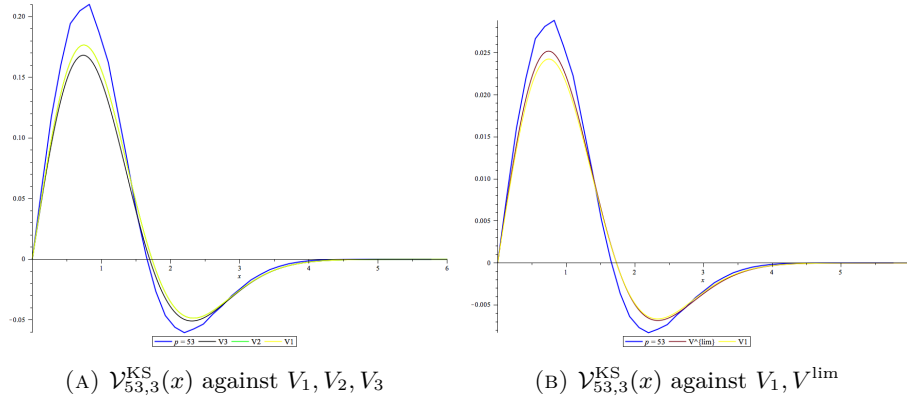 0.20
0.15
0.10
0.05
0
-0.05
1
2
3
4
5
6
x
p = 53
V3
V2
V1
0.025
0.020
0.015
0.010
0.005
0
-0.005
1
2
3
4
5
x
p = 53
V^{lim}
V1
(A) 𝒱^KS_53,3(x) against V₁, V₂, V₃
(B) 𝒱^KS_53,3(x) against V₁, V^lim